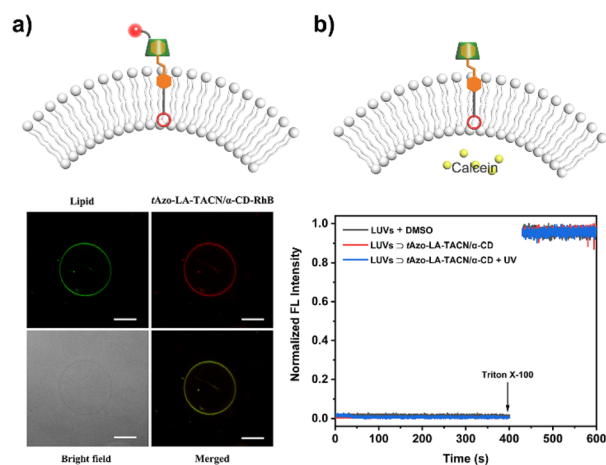 a)
b)
Calcein
Lipid
tAzo-LA-TACN/α-CD-RhB
Bright field
Merged
Normalized FL Intensity
1.0
0.8
0.6
0.4
0.2
0.0
LUVs + DMSO
LUVs ⊃ tAzo-LA-TACN/α-CD
LUVs ⊃ tAzo-LA-TACN/α-CD + UV
Triton X-100
0 100 200 300 400 500 600
Time (s)